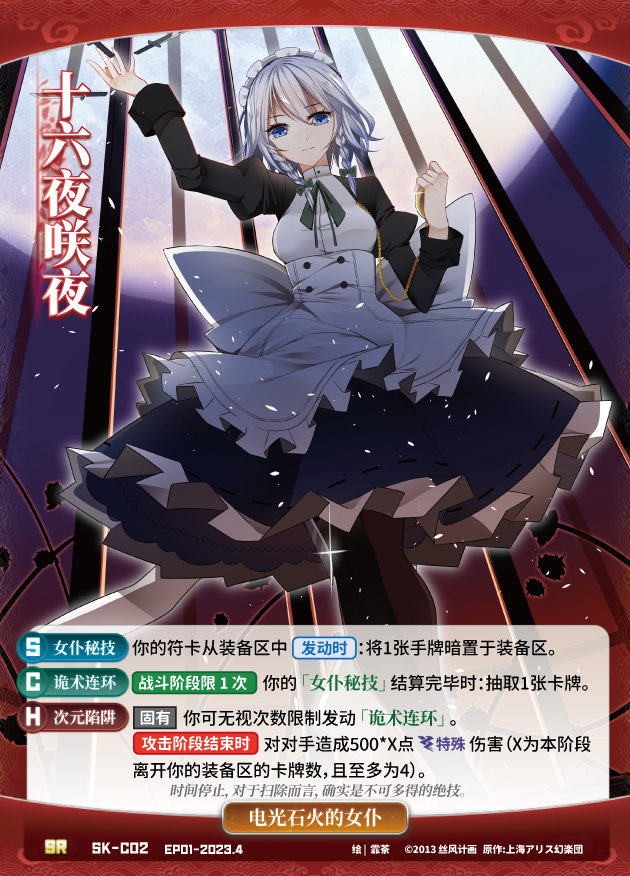 十六夜咲夜
S 女仆秘技 你的符卡从装备区中 发动时：将1张手牌暗置于装备区。
C 诡术连环 战斗阶段限1次 你的「女仆秘技」结算完毕时：抽取1张卡牌。
H 次元陷阱 固有 你可无视次数限制发动「诡术连环」。
攻击阶段结束时 对对手造成500*X点 特殊 伤害（X为本阶段
离开你的装备区的卡牌数，且至多为4）。
时间停止，对于扫除而言，确实是不可多得的绝技。
电光石火的女仆
SR SK-C02 EP01-2023.4 绘| 霏茶 ©2013 丝风计画 原作：上海アリス幻楽団